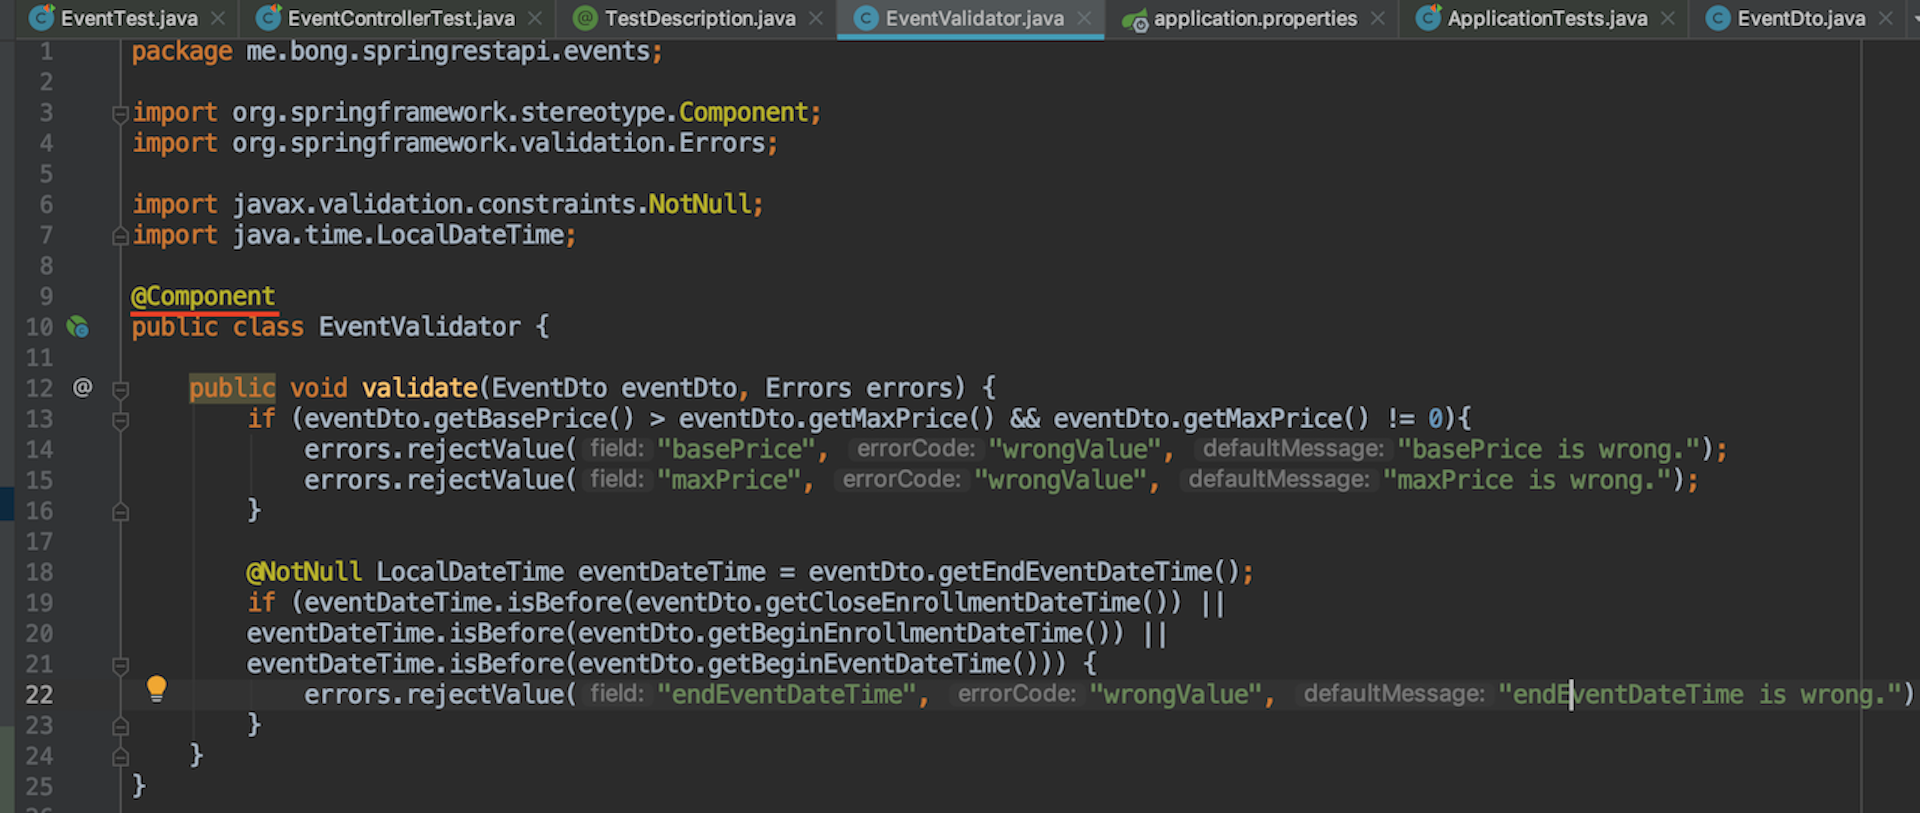 EventTest.java EventControllerTest.java TestDescription.java EventValidator.java application.properties ApplicationTests.java EventDto.java
1 package me.bong.springrestapi.events;
2
3 import org.springframework.stereotype.Component;
4 import org.springframework.validation.Errors;
5
6 import javax.validation.constraints.NotNull;
7 import java.time.LocalDateTime;
8
9 @Component
10 public class EventValidator {
11
12 @ public void validate(EventDto eventDto, Errors errors) {
13 if (eventDto.getBasePrice() > eventDto.getMaxPrice() && eventDto.getMaxPrice() != 0){
14 errors.rejectValue( field: "basePrice", errorCode: "wrongValue", defaultMessage: "basePrice is wrong.");
15 errors.rejectValue( field: "maxPrice", errorCode: "wrongValue", defaultMessage: "maxPrice is wrong.");
16 }
17
18 @NotNull LocalDateTime eventDateTime = eventDto.getEndEventDateTime();
19 if (eventDateTime.isBefore(eventDto.getCloseEnrollmentDateTime()) ||
20 eventDateTime.isBefore(eventDto.getBeginEnrollmentDateTime()) ||
21 eventDateTime.isBefore(eventDto.getBeginEventDateTime())) {
22 errors.rejectValue( field: "endEventDateTime", errorCode: "wrongValue", defaultMessage: "endEventDateTime is wrong.")
23 }
24 }
25 }